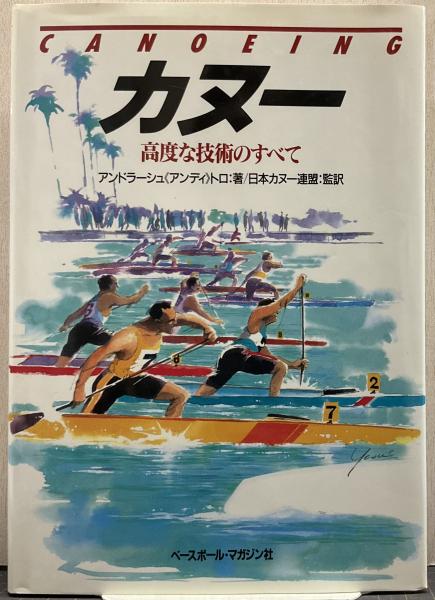 CANOEING
カヌー
高度な技術のすべて
アンドラーシュ《アンディ》トロ:著/日本カヌー連盟:監訳
2
7
7
ベースボール・マガジン社